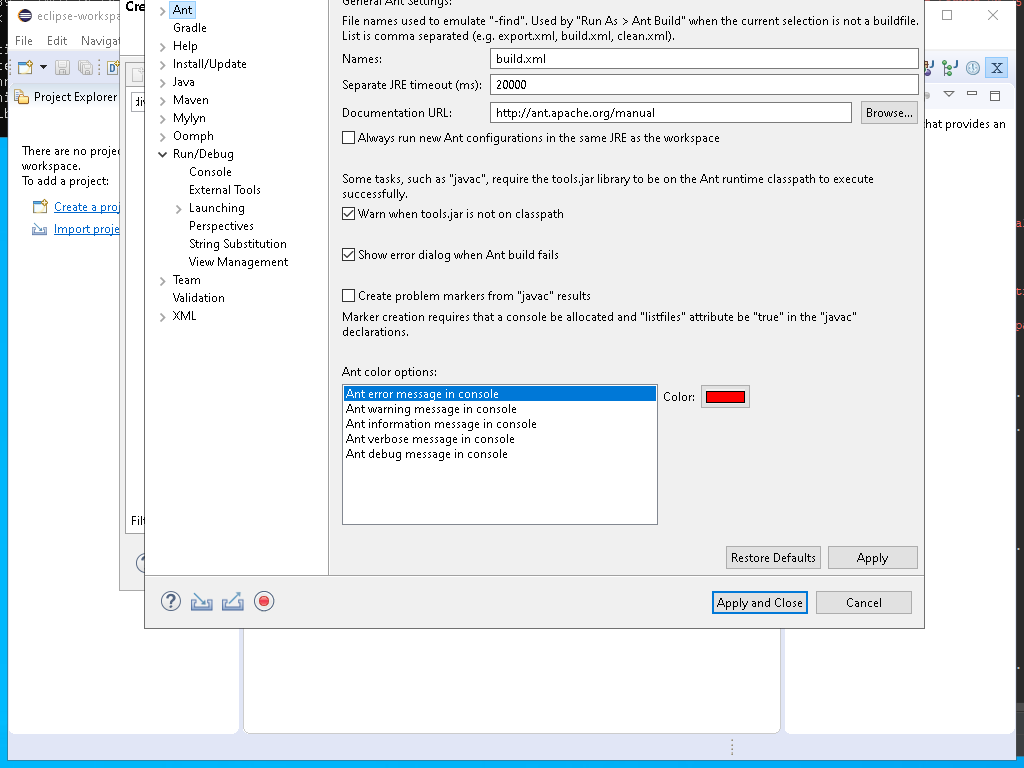 eclipse-workspa
Cre
File Edit Navigat
Project Explorer
There are no projec
workspace.
To add a project:
Create a proj
Import proje
Filt
Ant
Gradle
Help
Install/Update
Java
Maven
Mylyn
Oomph
Run/Debug
Console
External Tools
Launching
Perspectives
String Substitution
View Management
Team
Validation
XML
General Ant Settings:
File names used to emulate "-find". Used by "Run As > Ant Build" when the current selection is not a buildfile.
List is comma separated (e.g. export.xml, build.xml, clean.xml).
Names: build.xml
Separate JRE timeout (ms): 20000
Documentation URL: http://ant.apache.org/manual Browse...
Always run new Ant configurations in the same JRE as the workspace
Some tasks, such as "javac", require the tools.jar library to be on the Ant runtime classpath to execute
successfully.
Warn when tools.jar is not on classpath
Show error dialog when Ant build fails
Create problem markers from "javac" results
Marker creation requires that a console be allocated and "listfiles" attribute be "true" in the "javac"
declarations.
Ant color options:
Ant error message in console
Ant warning message in console
Ant information message in console
Ant verbose message in console
Ant debug message in console
Color:
Restore Defaults Apply
Apply and Close Cancel
that provides an